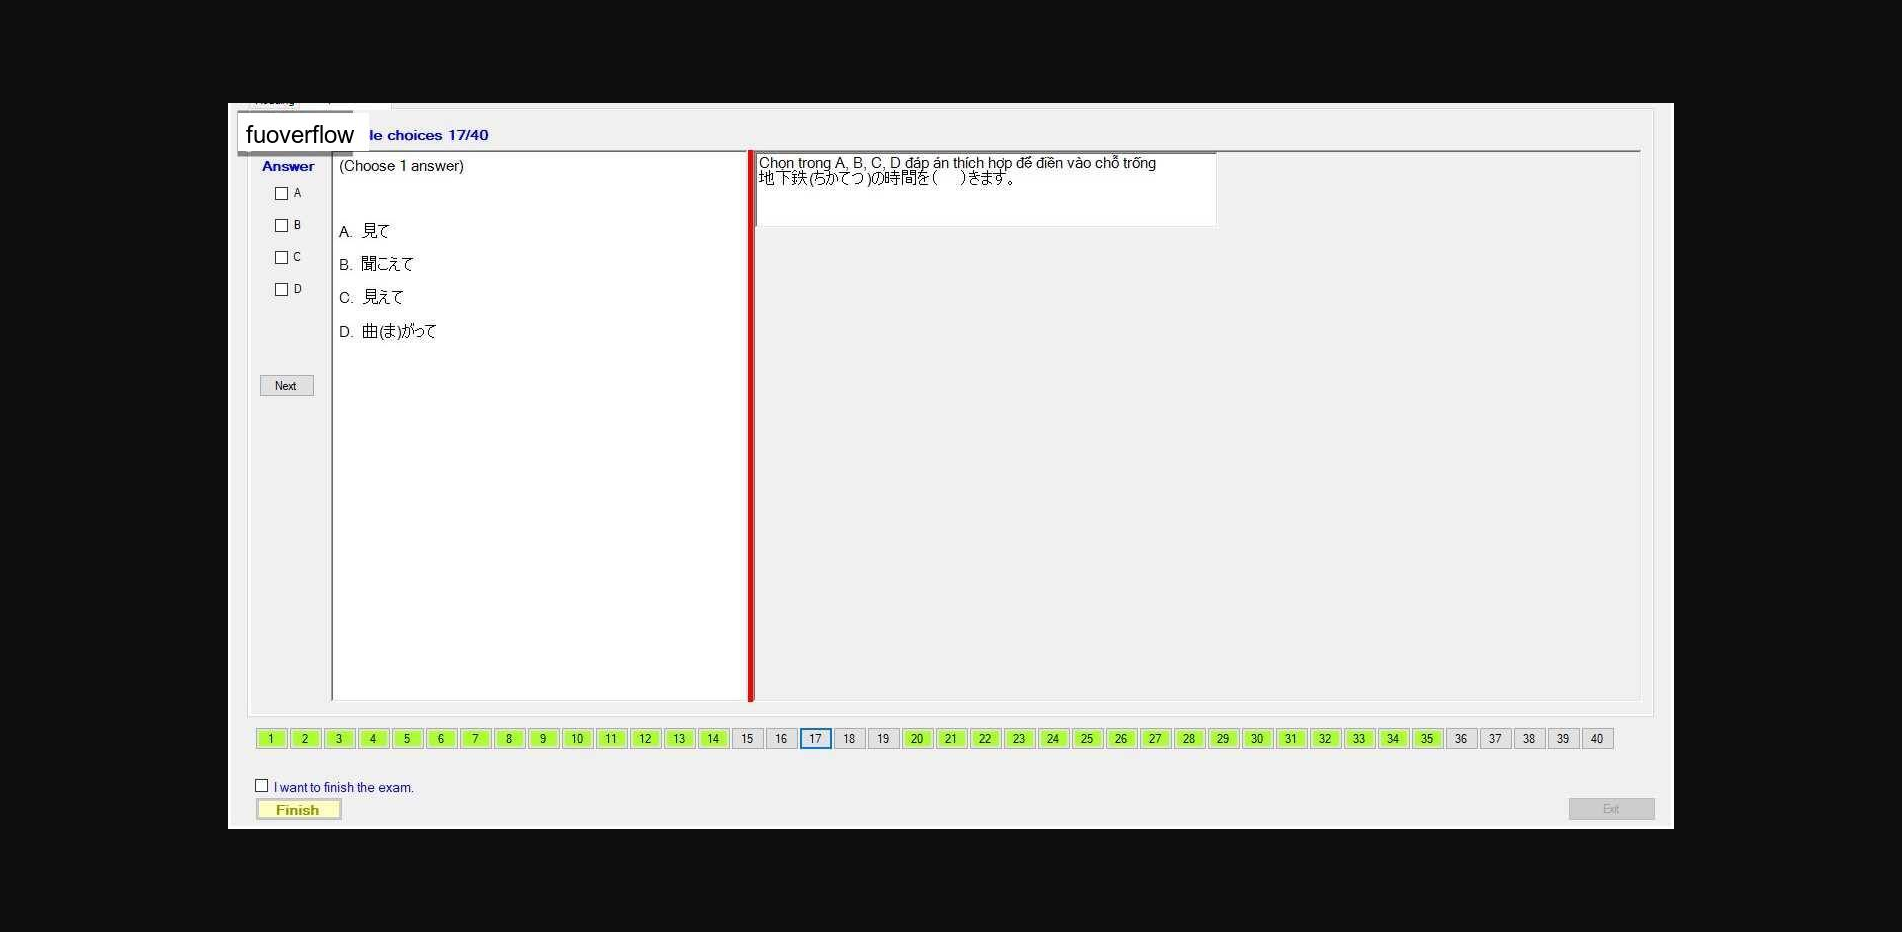 fuoverflow
le choices 17/40
Answer
(Choose 1 answer)
Chọn trong A, B, C, D đáp án thích hợp để điền vào chỗ trống
地下鉄(ちかてつ)の時間を( )きます。
A
B
C
D
A. 見て
B. 聞こえて
C. 見えて
D. 曲(ま)がって
Next
1 2 3 4 5 6 7 8 9 10 11 12 13 14 15 16 17 18 19 20 21 22 23 24 25 26 27 28 29 30 31 32 33 34 35 36 37 38 39 40
I want to finish the exam.
Finish
Exit